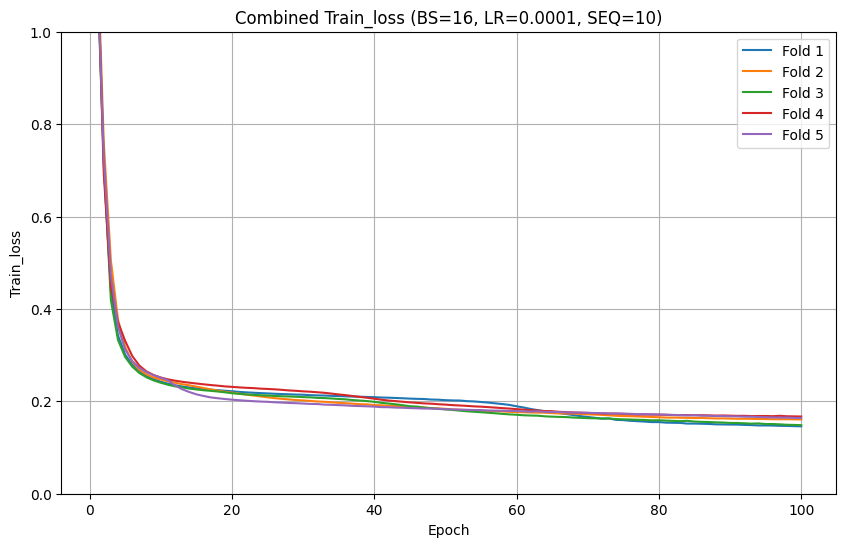 Combined Train_loss (BS=16, LR=0.0001, SEQ=10)
Train_loss
1.0
0.8
0.6
0.4
0.2
0.0
0
20
40
60
80
100
Epoch
Fold 1
Fold 2
Fold 3
Fold 4
Fold 5